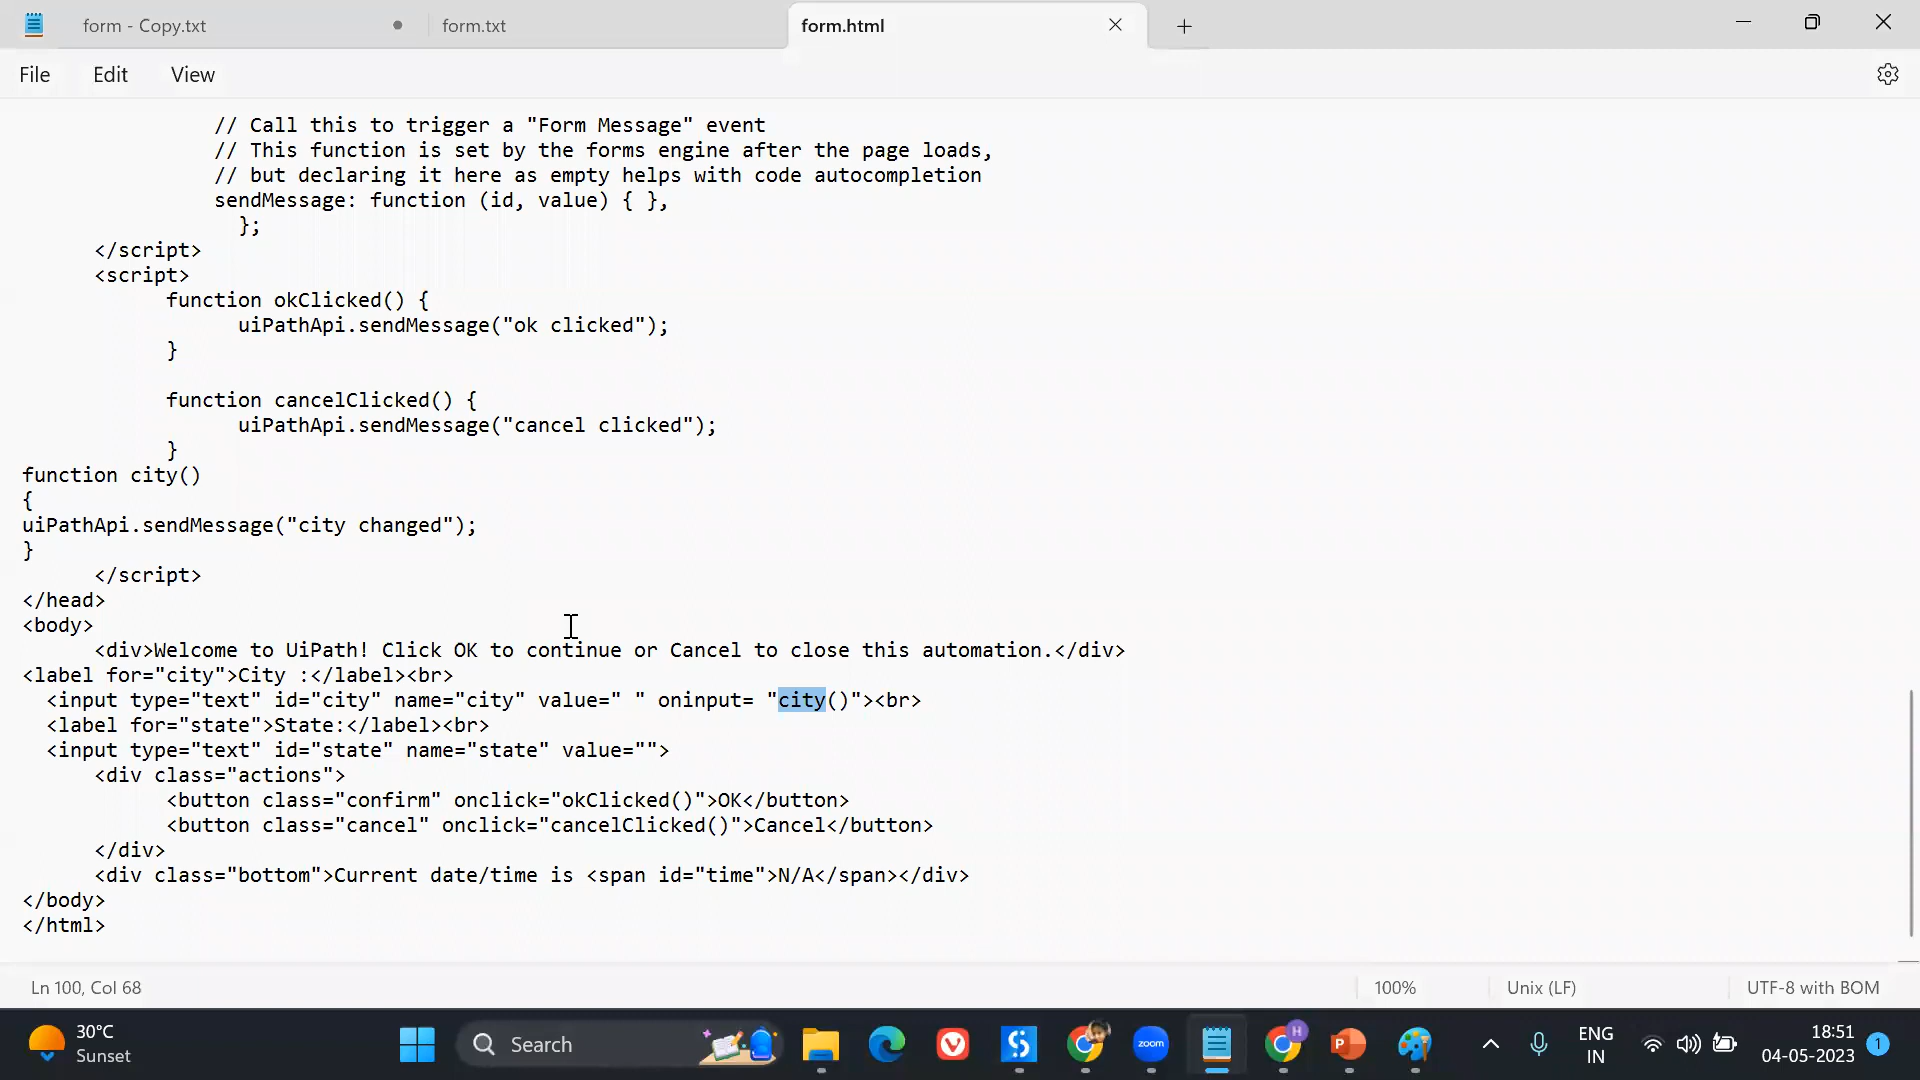 form - Copy.txt
form.txt
form.html
File
Edit
View
// Call this to trigger a "Form Message" event
// This function is set by the forms engine after the page loads,
// but declaring it here as empty helps with code autocompletion
sendMessage: function (id, value) { },
};
</script>
<script>
function okClicked() {
uiPathApi.sendMessage("ok clicked");
}
function cancelClicked() {
uiPathApi.sendMessage("cancel clicked");
}
function city()
{
uiPathApi.sendMessage("city changed");
}
</script>
</head>
<body>
<div>Welcome to UiPath! Click OK to continue or Cancel to close this automation.</div>
<label for="city">City :</label><br>
<input type="text" id="city" name="city" value=" " oninput= "city()"><br>
<label for="state">State:</label><br>
<input type="text" id="state" name="state" value="">
<div class="actions">
<button class="confirm" onclick="okClicked()">OK</button>
<button class="cancel" onclick="cancelClicked()">Cancel</button>
</div>
<div class="bottom">Current date/time is <span id="time">N/A</span></div>
</body>
</html>
Ln 100, Col 68
100%
Unix (LF)
UTF-8 with BOM
30°C
Sunset
Search
zoom
H
P
ENG
IN
18:51
04-05-2023
1